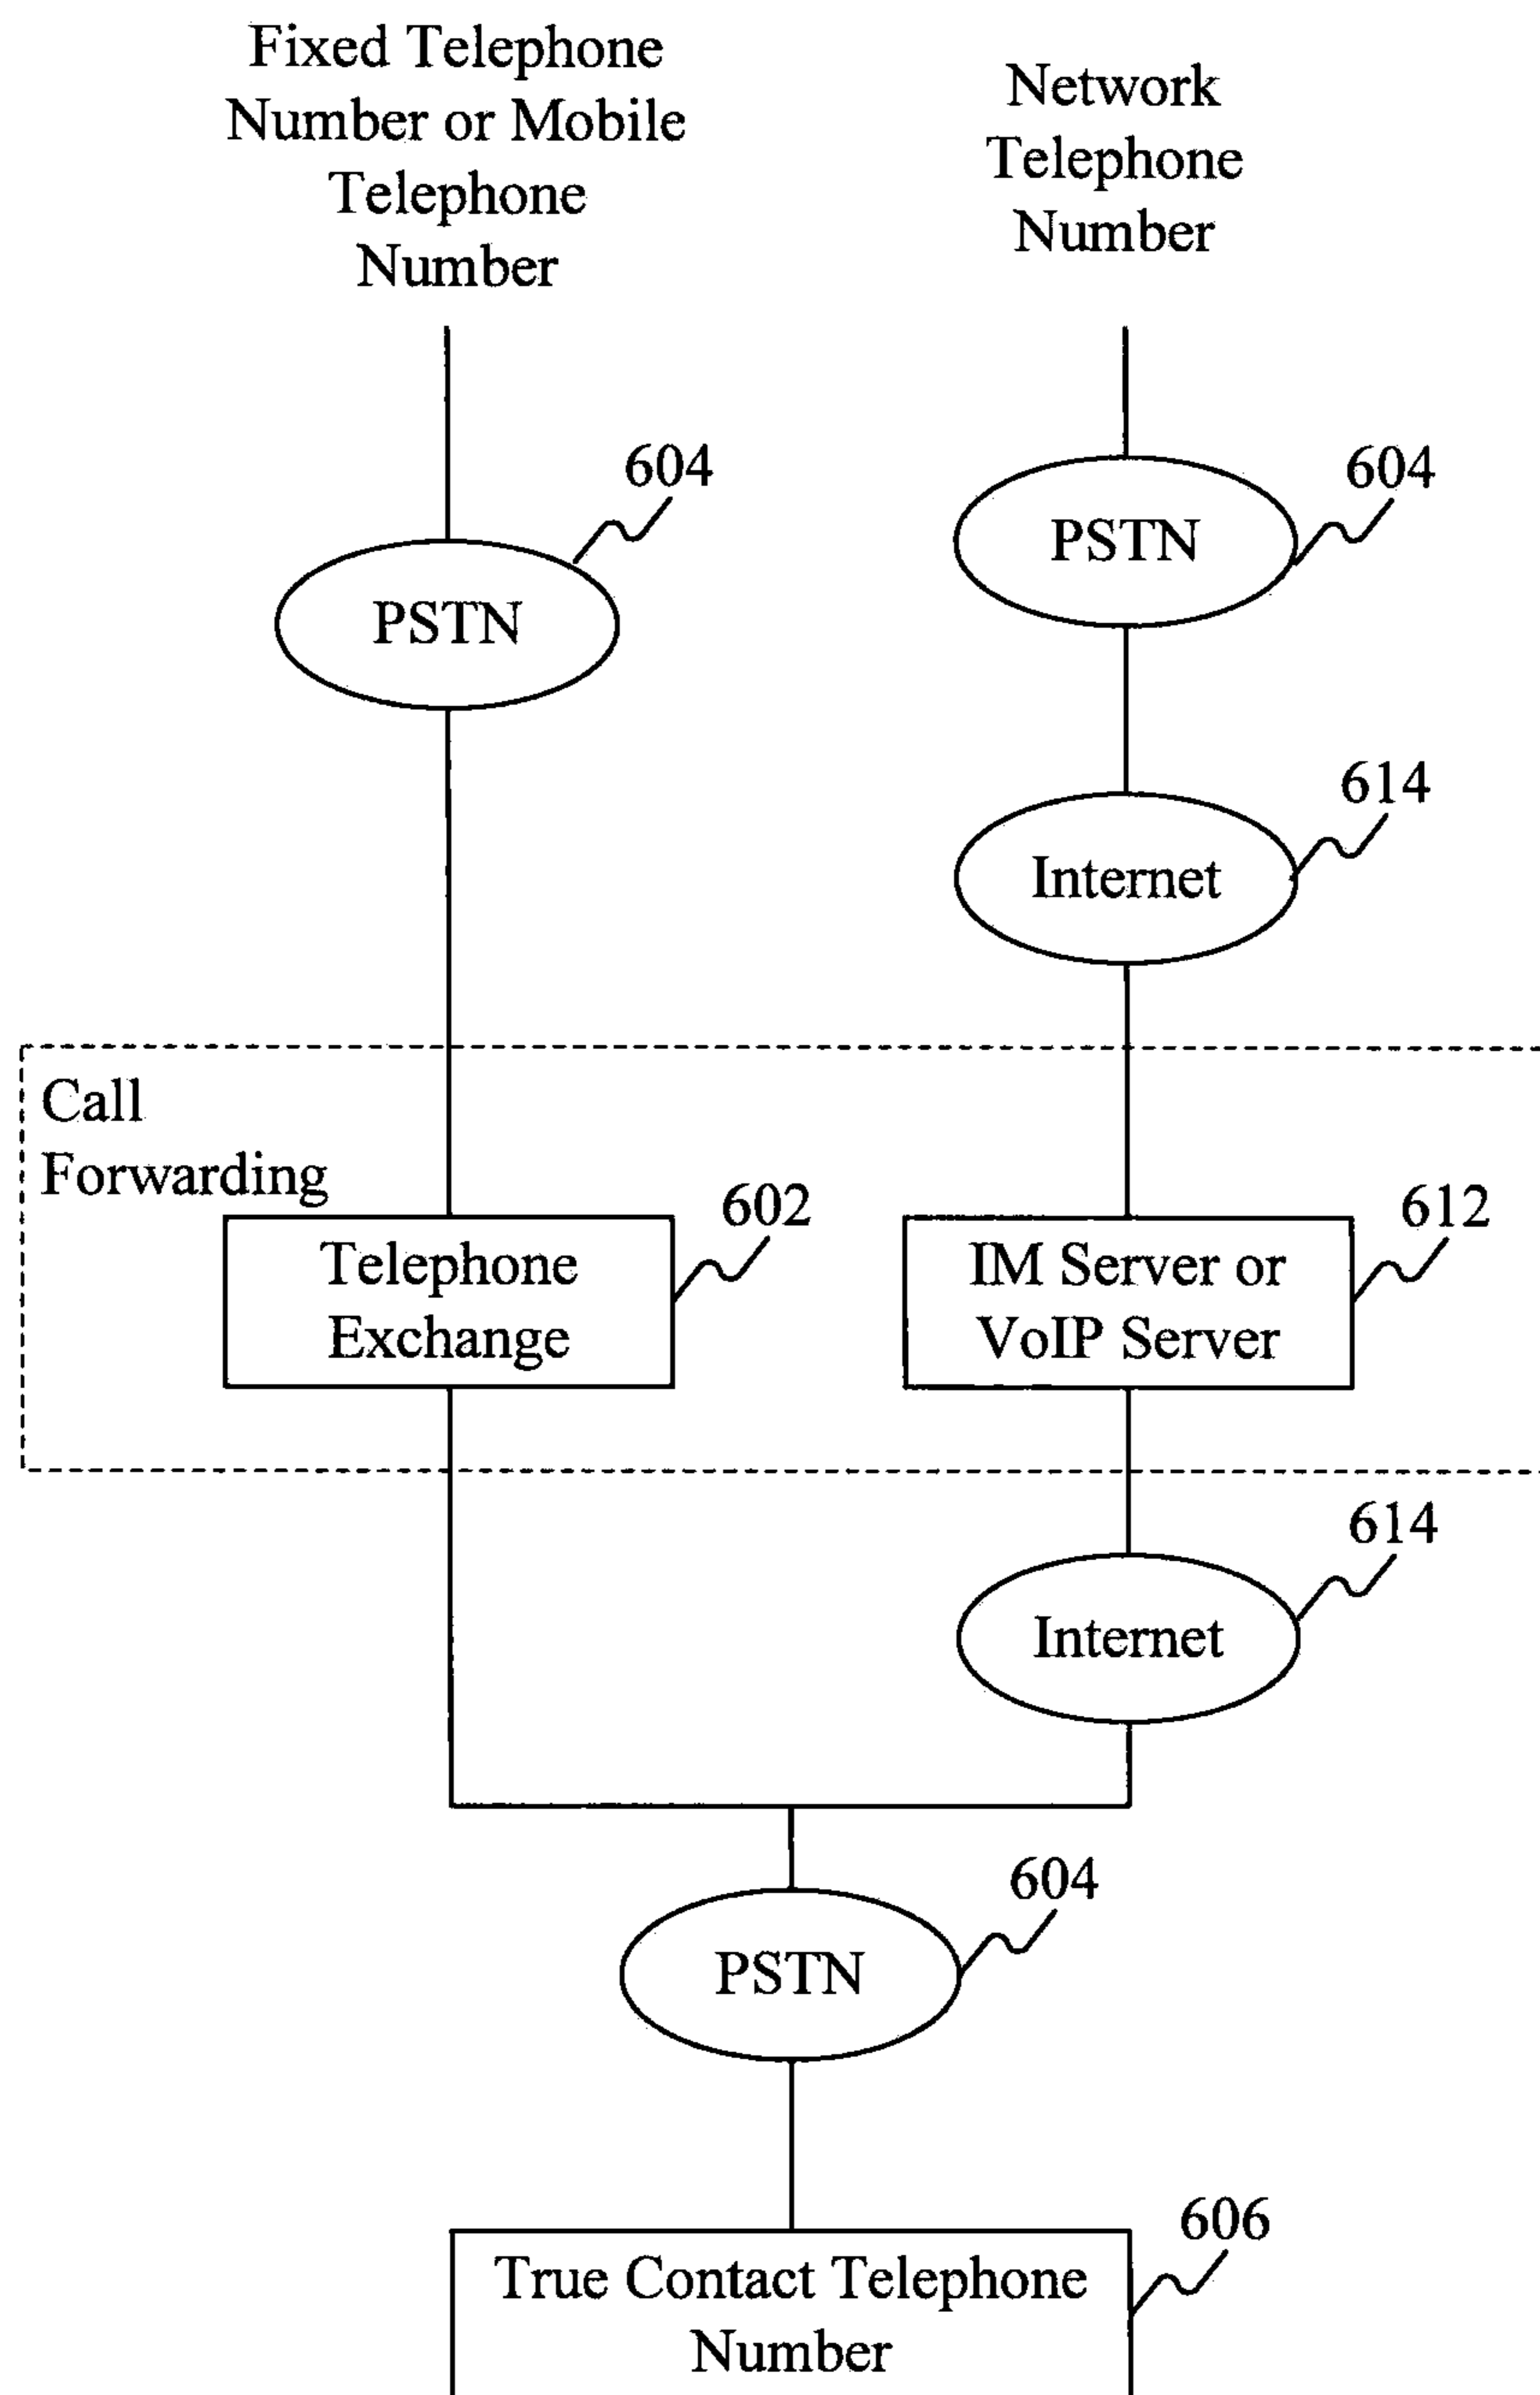 Fixed Telephone
Number or Mobile
Telephone
Number
Network
Telephone
Number
604
PSTN
604
PSTN
614
Internet
Call
Forwarding
602
Telephone
Exchange
612
IM Server or
VoIP Server
614
Internet
604
PSTN
606
True Contact Telephone
Number